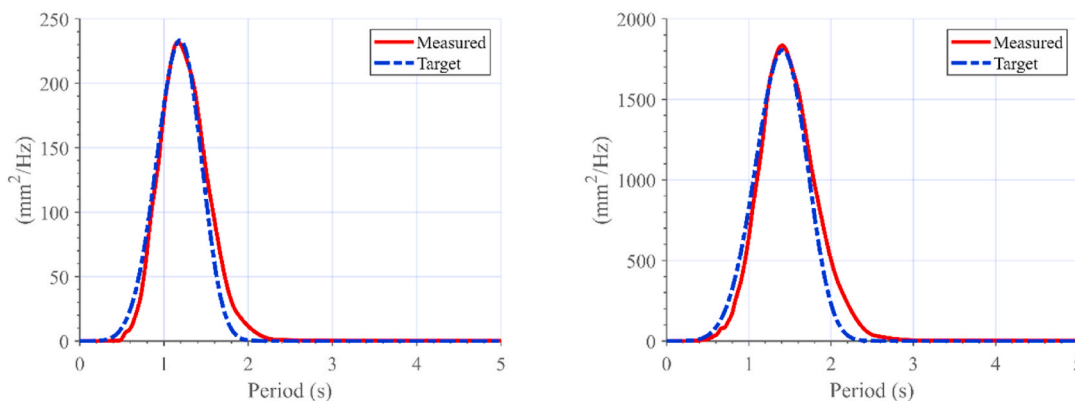 250
200
150
100
50
0
(mm²/Hz)
Measured
Target
0 1 2 3 4 5
Period (s)
2000
1500
1000
500
0
(mm²/Hz)
Measured
Target
0 1 2 3 4 5
Period (s)